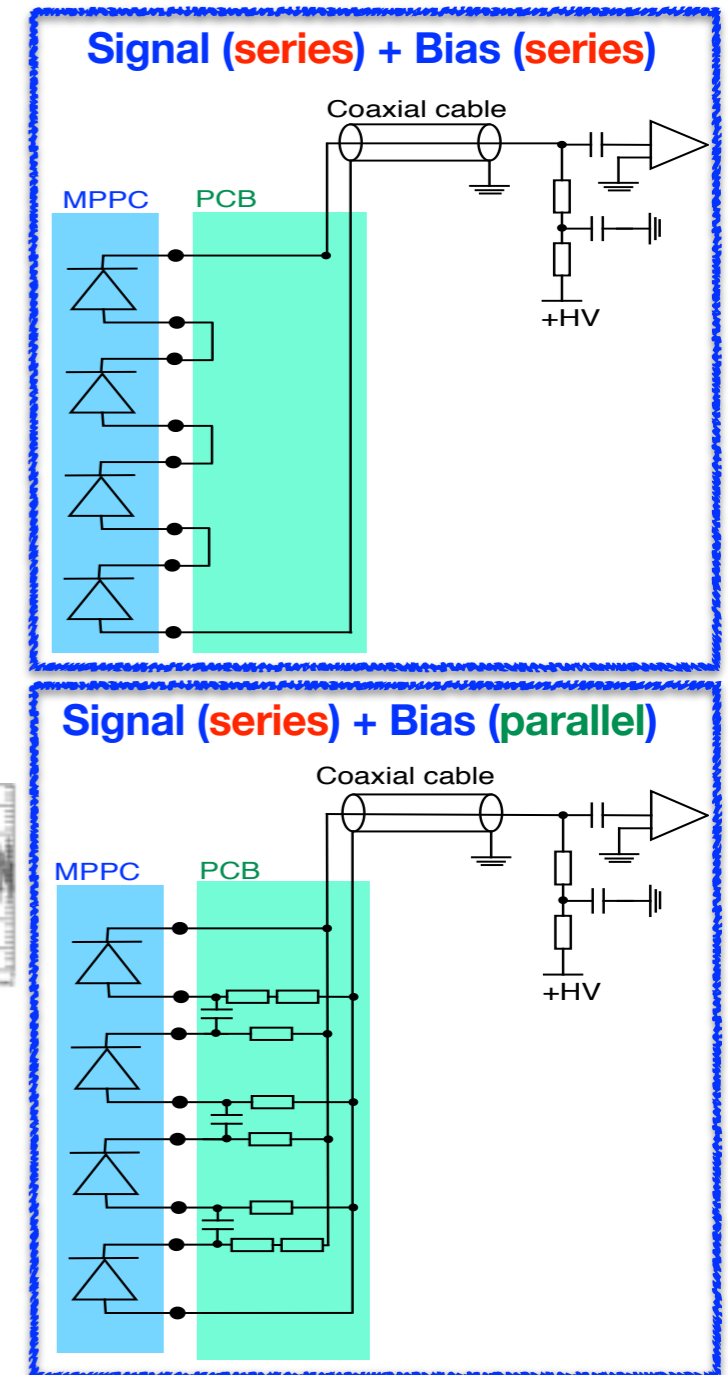 Signal (series) + Bias (series)
Coaxial cable
MPPC
PCB
+HV
Signal (series) + Bias (parallel)
Coaxial cable
MPPC
PCB
+HV